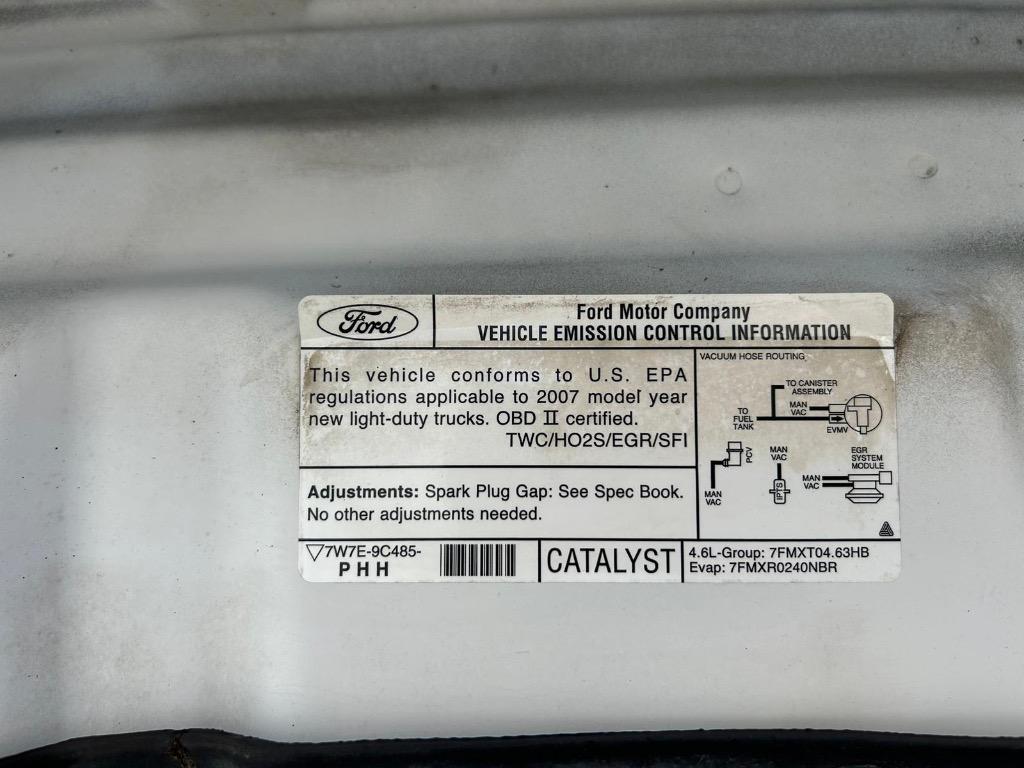 Ford
Ford Motor Company
VEHICLE EMISSION CONTROL INFORMATION
This vehicle conforms to U.S. EPA
regulations applicable to 2007 model year
new light-duty trucks. OBD II certified.
TWC/HO2S/EGR/SFI
Adjustments: Spark Plug Gap: See Spec Book.
No other adjustments needed.
VACUUM HOSE ROUTING
TO CANISTER
ASSEMBLY
MAN
VAC
TO
FUEL
TANK
EVMV
PCV
MAN
VAC
MAN
VAC
IPTS
EGR
SYSTEM
MODULE
MAN
VAC
7W7E-9C485-
PHH
CATALYST
4.6L-Group: 7FMXT04.63HB
Evap: 7FMXR0240NBR